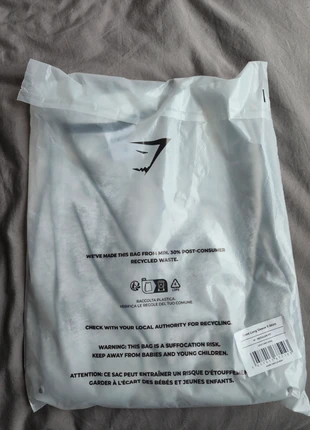 WE'VE MADE THIS BAG FROM MIN. 30% POST-CONSUMER
RECYCLED WASTE.
RACCOLTA PLASTICA.
VERIFICA LE REGOLE DEL TUO COMUNE
CHECK WITH YOUR LOCAL AUTHORITY FOR RECYCLING.
WARNING: THIS BAG IS A SUFFOCATION RISK.
KEEP AWAY FROM BABIES AND YOUNG CHILDREN.
ATTENTION: CE SAC PEUT ENTRAÎNER UN RISQUE D'ÉTOUFFEMENT
GARDER À L'ÉCART DES BÉBÉS ET JEUNES ENFANTS.